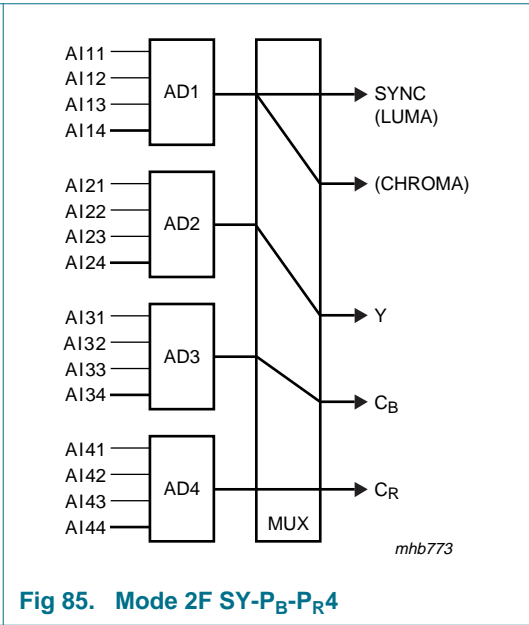 AI11
AI12
AI13
AI14
AD1
SYNC
(LUMA)
(CHROMA)
AI21
AI22
AI23
AI24
AD2
Y
AI31
AI32
AI33
AI34
AD3
CB
AI41
AI42
AI43
AI44
AD4
CR
MUX
mhb773
Fig 85. Mode 2F SY-PB-PR4